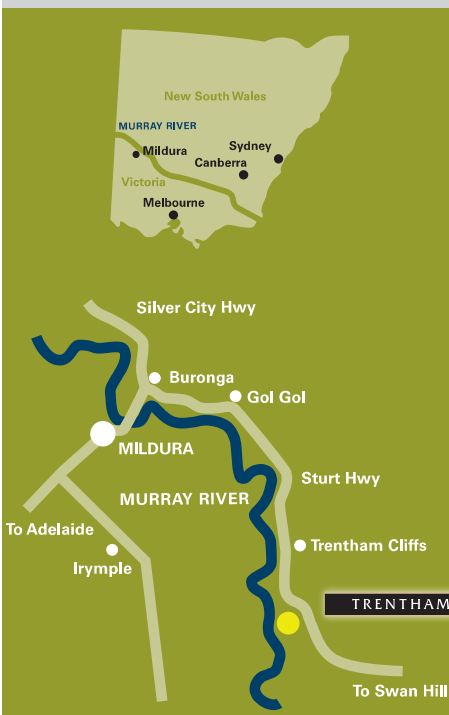 New South Wales
MURRAY RIVER
Sydney
Mildura
Canberra
Victoria
Melbourne
Silver City Hwy
Buronga
Gol Gol
MILDURA
Sturt Hwy
MURRAY RIVER
To Adelaide
Trentham Cliffs
Irymple
TRENTHAM
To Swan Hill